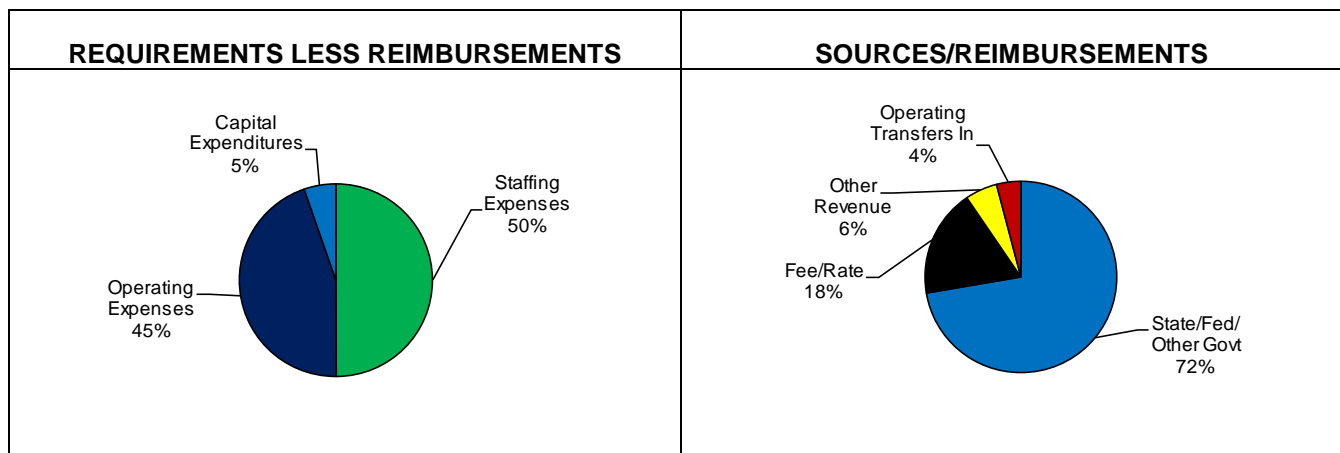 REQUIREMENTS LESS REIMBURSEMENTS
Capital
Expenditures
5%
Staffing
Expenses
50%
Operating
Expenses
45%
SOURCES/REIMBURSEMENTS
Operating
Transfers In
4%
Other
Revenue
6%
Fee/Rate
18%
State/Fed/
Other Govt
72%